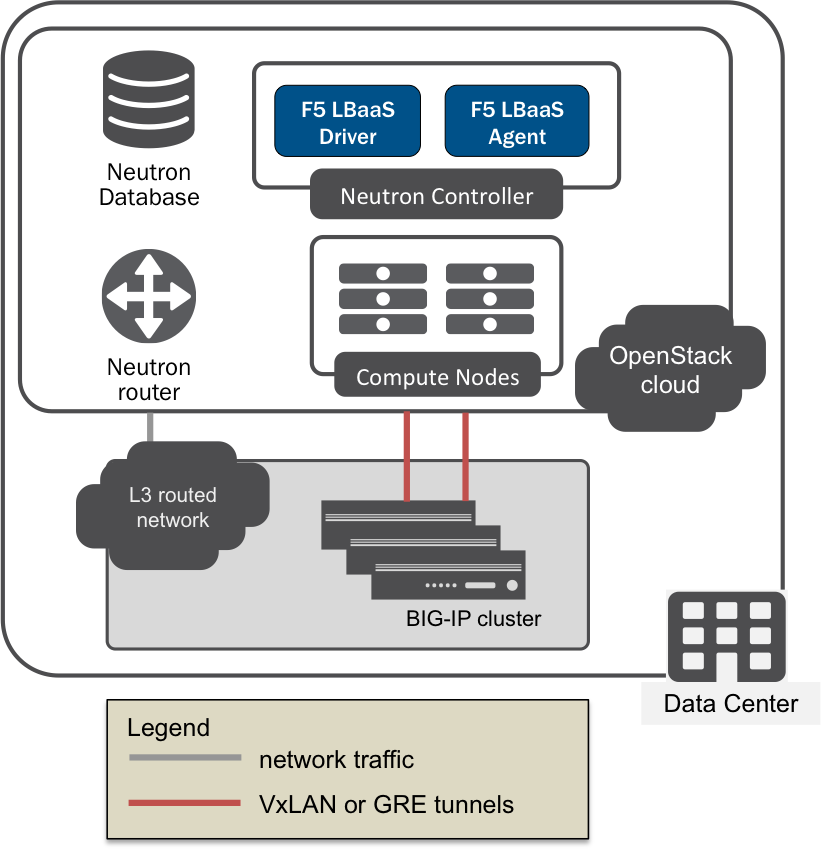 F5 LBaaS
Driver
F5 LBaaS
Agent
Neutron
Database
Neutron Controller
Neutron
router
Compute Nodes
OpenStack
cloud
L3 routed
network
BIG-IP cluster
Data Center
Legend
network traffic
VxLAN or GRE tunnels